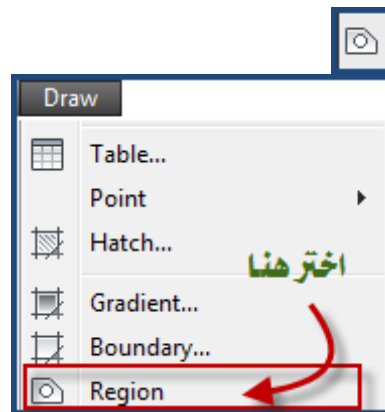 Draw
Table...
Point
Hatch...
اختر هنا
Gradient...
Boundary...
Region